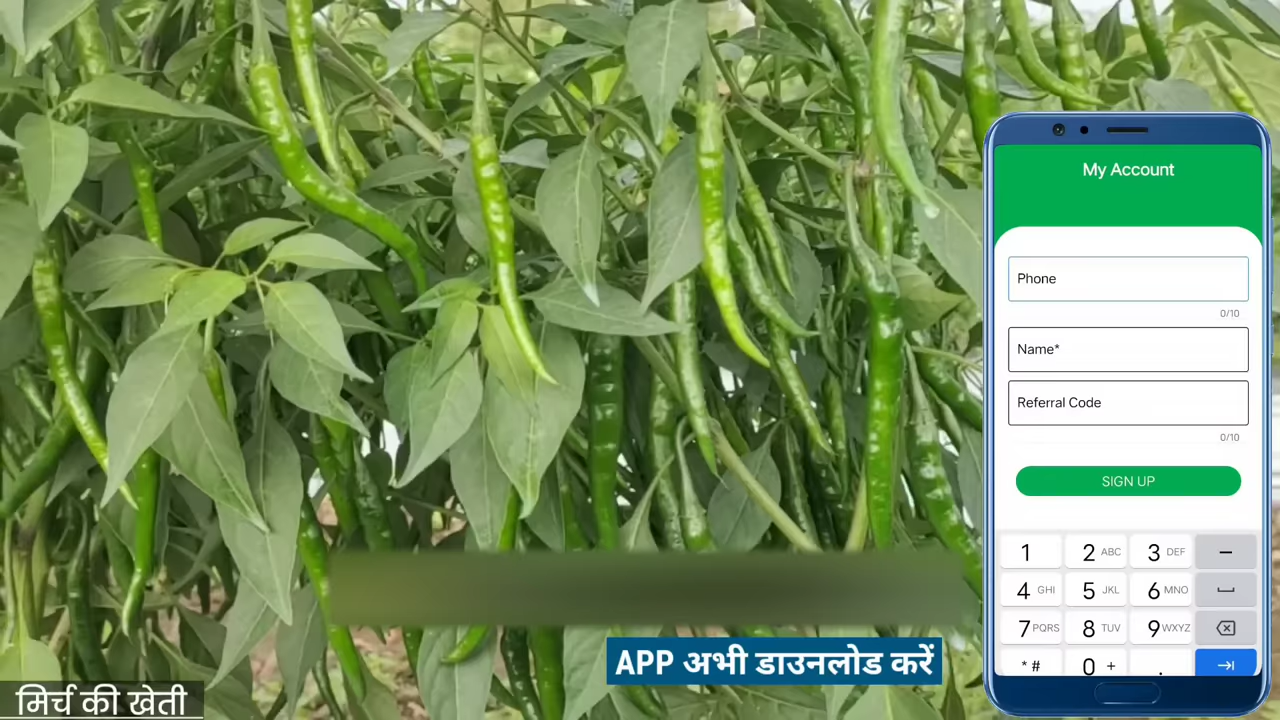 My Account
Phone
0/10
Name*
Referral Code
0/10
SIGN UP
1 2 ABC 3 DEF −
4 GHI 5 JKL 6 MNO
7 PQRS 8 TUV 9 WXYZ
* # 0 + .
APP अभी डाउनलोड करें
मिर्च की खेती